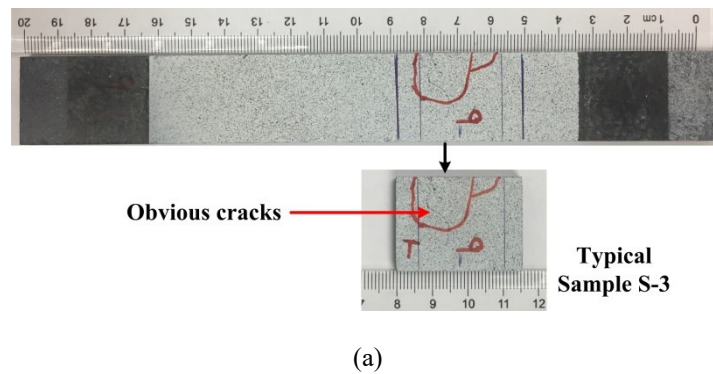 20 19 18 17 16 15 14 13 12 11 10 9 8 7 6 5 4 3 2 1cm 0
Obvious cracks
T
Typical
Sample S-3
7 8 9 10 11 12
(a)